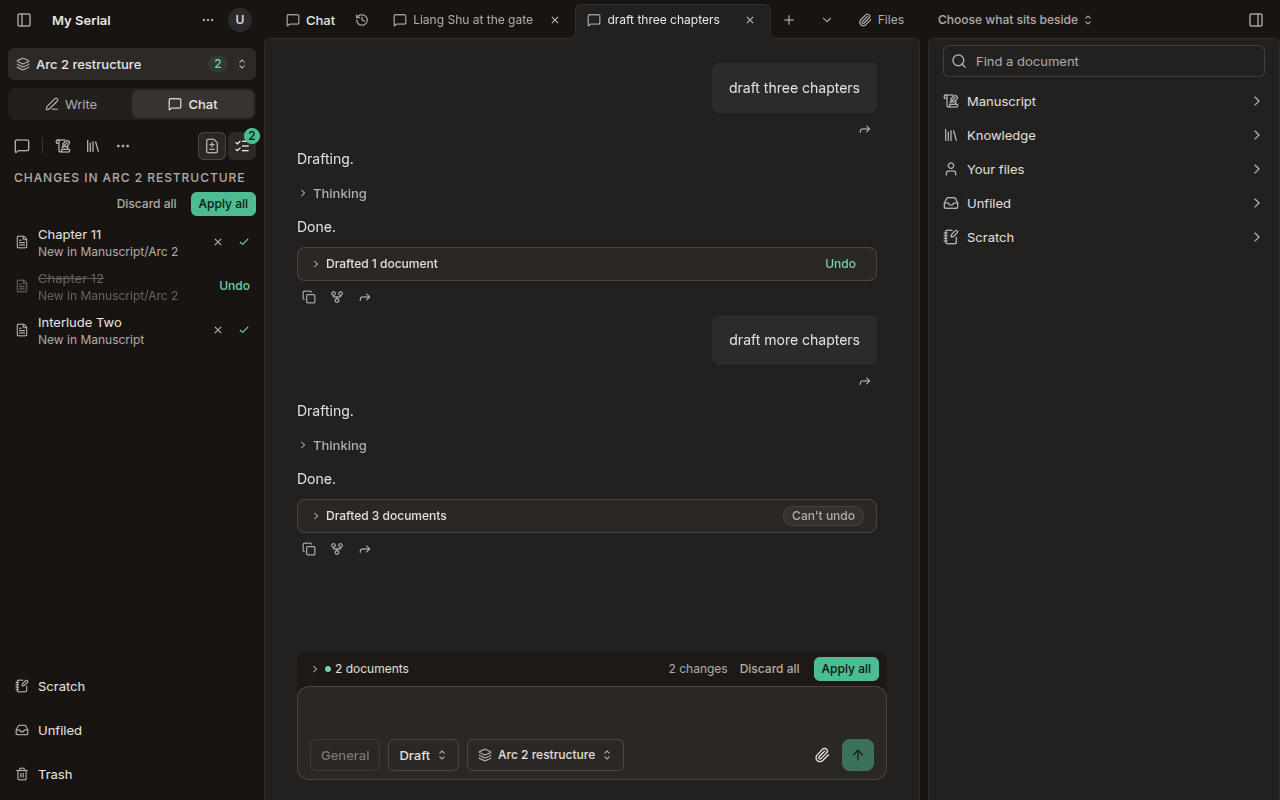 My Serial
U
Chat
Liang Shu at the gate
draft three chapters
Files
Choose what sits beside
Arc 2 restructure
2
Write
Chat
2
CHANGES IN ARC 2 RESTRUCTURE
Discard all
Apply all
Chapter 11
New in Manuscript/Arc 2
Chapter 12
New in Manuscript/Arc 2
Undo
Interlude Two
New in Manuscript
Scratch
Unfiled
Trash
draft three chapters
Drafting.
Thinking
Done.
Drafted 1 document
Undo
draft more chapters
Drafting.
Thinking
Done.
Drafted 3 documents
Can't undo
2 documents
2 changes
Discard all
Apply all
General
Draft
Arc 2 restructure
Find a document
Manuscript
Knowledge
Your files
Unfiled
Scratch